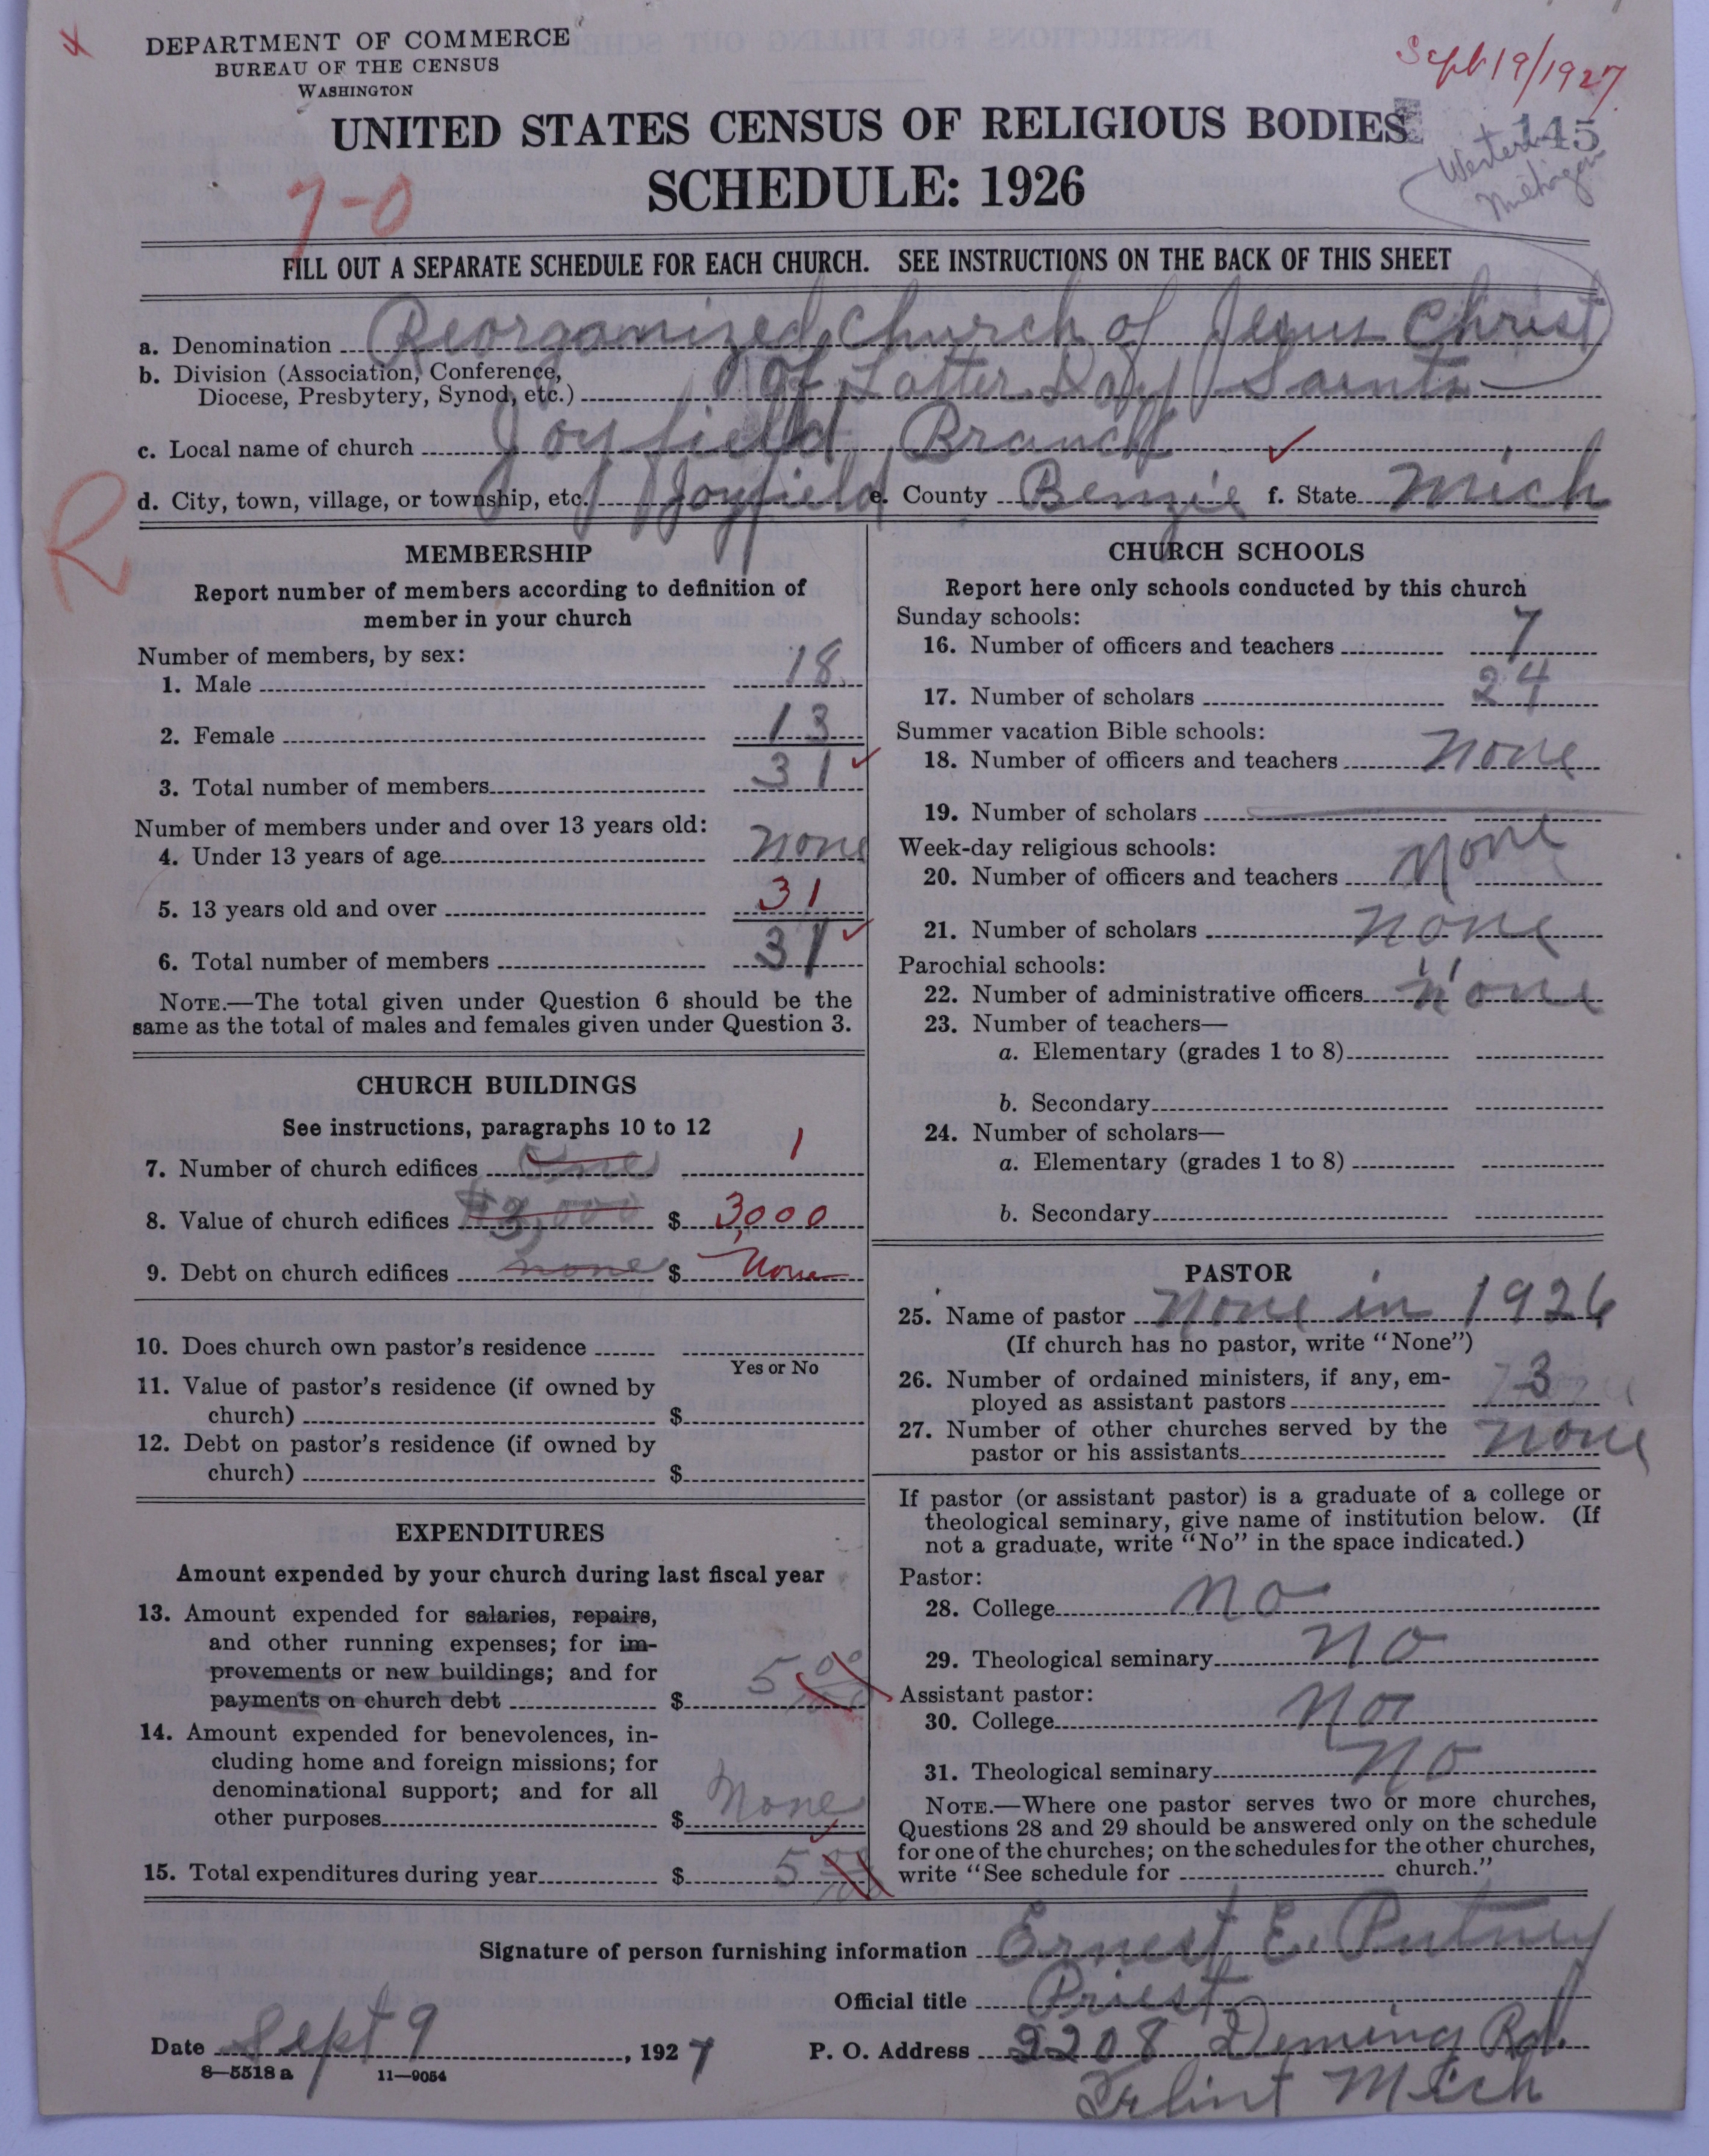 DEPARTMENT OF COMMERCE
BUREAU OF THE CENSUS
WASHINGTON
Sept 19/1927
UNITED STATES CENSUS OF RELIGIOUS BODIES
145
Western Michigan
SCHEDULE: 1926
7-0
FILL OUT A SEPARATE SCHEDULE FOR EACH CHURCH. SEE INSTRUCTIONS ON THE BACK OF THIS SHEET
a. Denomination Reorganized Church of Jesus Christ
b. Division (Association, Conference, of Latter Day Saints
Diocese, Presbytery, Synod, etc.)
c. Local name of church Joyfield Branch
d. City, town, village, or township, etc. Joyfield e. County Benzie f. State Mich
R
MEMBERSHIP
Report number of members according to definition of
member in your church
Number of members, by sex:
1. Male 18
2. Female 13
3. Total number of members 31
Number of members under and over 13 years old:
4. Under 13 years of age none
5. 13 years old and over 31
6. Total number of members 31
NOTE.—The total given under Question 6 should be the
same as the total of males and females given under Question 3.
CHURCH BUILDINGS
See instructions, paragraphs 10 to 12
7. Number of church edifices one 1
8. Value of church edifices $3,000 $ 3,000
9. Debt on church edifices none $ None
10. Does church own pastor's residence
Yes or No
11. Value of pastor's residence (if owned by
church) $
12. Debt on pastor's residence (if owned by
church) $
EXPENDITURES
Amount expended by your church during last fiscal year
13. Amount expended for salaries, repairs,
and other running expenses; for im-
provements or new buildings; and for
payments on church debt $ 5 00/100
14. Amount expended for benevolences, in-
cluding home and foreign missions; for
denominational support; and for all
other purposes $ None
15. Total expenditures during year $ 5 00/100
CHURCH SCHOOLS
Report here only schools conducted by this church
Sunday schools:
16. Number of officers and teachers 7
17. Number of scholars 24
Summer vacation Bible schools:
18. Number of officers and teachers none
19. Number of scholars
Week-day religious schools:
20. Number of officers and teachers None
21. Number of scholars none
Parochial schools:
22. Number of administrative officers none
23. Number of teachers—
a. Elementary (grades 1 to 8)
b. Secondary
24. Number of scholars—
a. Elementary (grades 1 to 8)
b. Secondary
PASTOR
25. Name of pastor None in 1926
(If church has no pastor, write "None")
26. Number of ordained ministers, if any, em-
ployed as assistant pastors 3
27. Number of other churches served by the
pastor or his assistants none
If pastor (or assistant pastor) is a graduate of a college or
theological seminary, give name of institution below. (If
not a graduate, write "No" in the space indicated.)
Pastor:
28. College no
29. Theological seminary no
Assistant pastor:
30. College No
31. Theological seminary no
NOTE.—Where one pastor serves two or more churches,
Questions 28 and 29 should be answered only on the schedule
for one of the churches; on the schedules for the other churches,
write "See schedule for church."
Signature of person furnishing information Ernest E. Putney
Official title Priest
Date Sept 9, 1927 P. O. Address 2208 Deming Rd.
8—5518 a 11—9054
Flint Mich